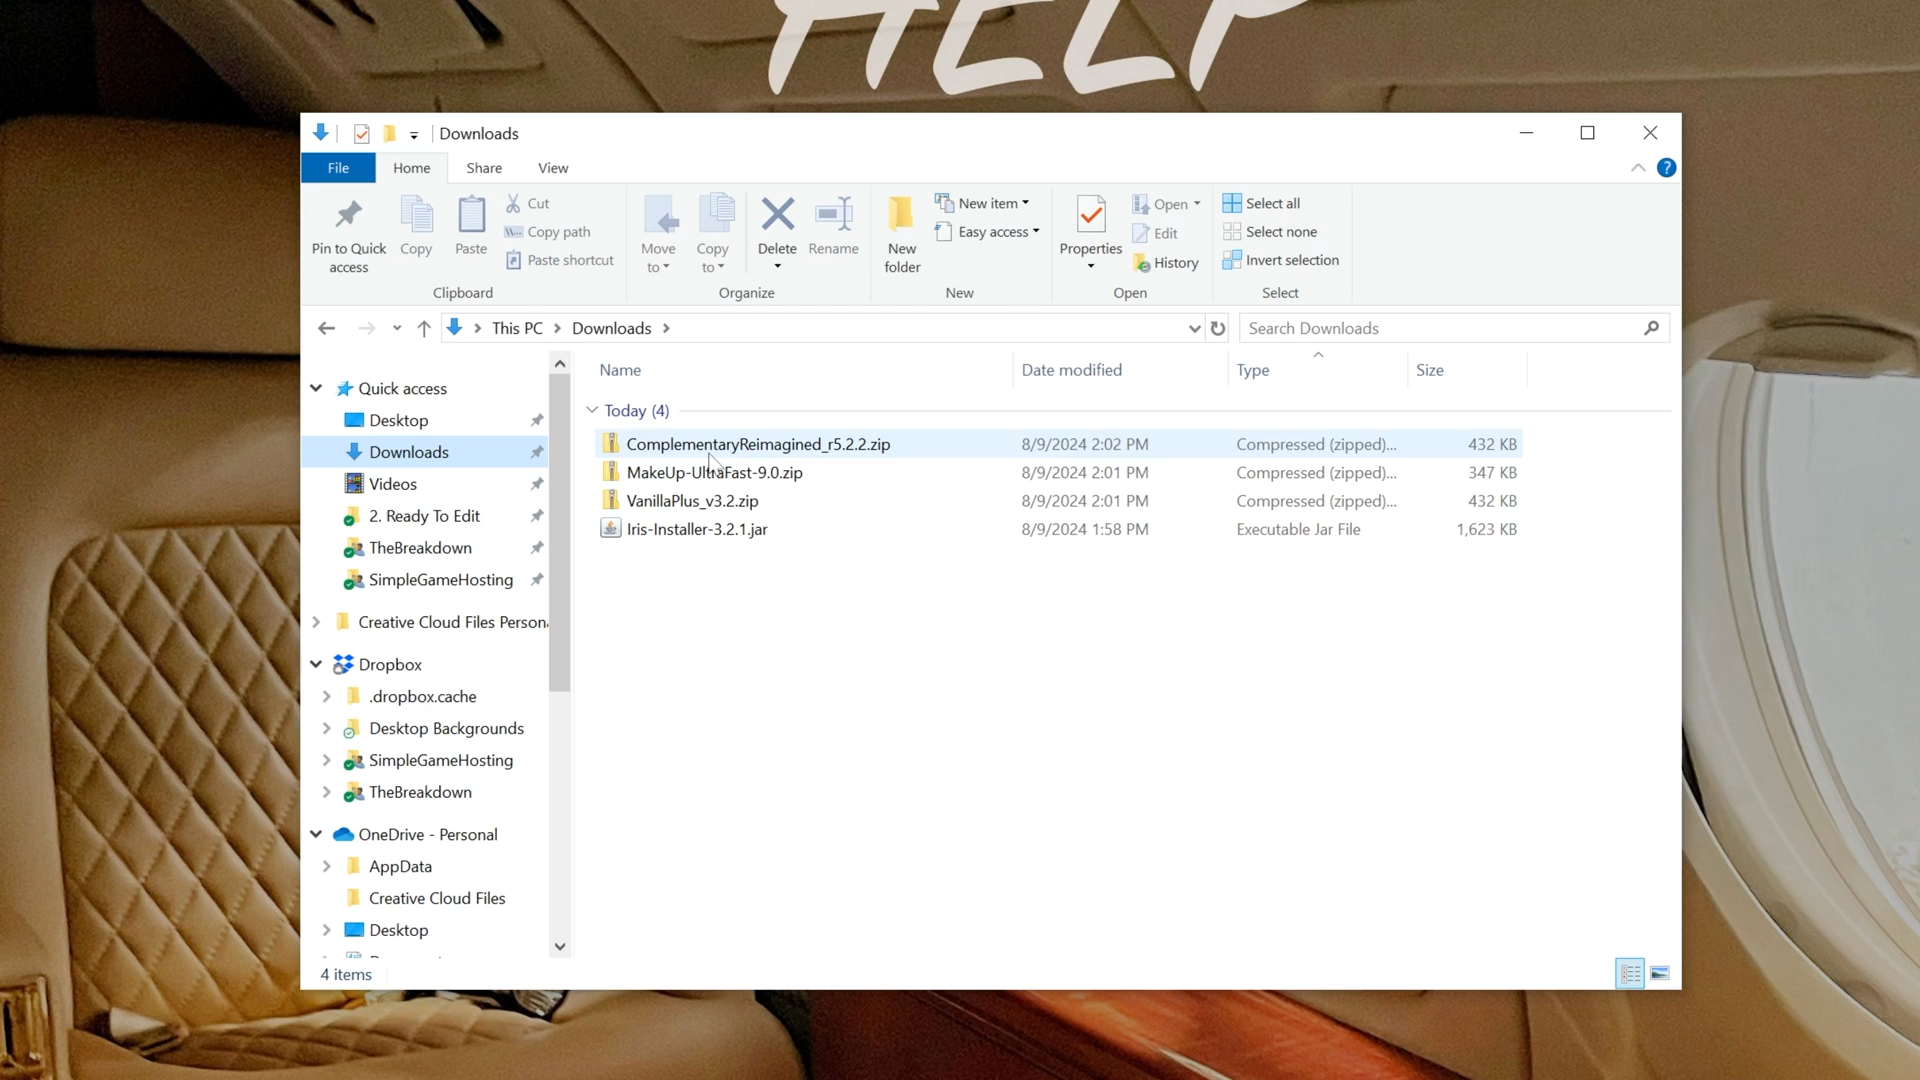 HELP
Downloads
File Home Share View
Pin to Quick access
Copy
Paste
Cut
Copy path
Paste shortcut
Clipboard
Move to
Copy to
Delete
Rename
Organize
New folder
New item
Easy access
New
Properties
Open
Edit
History
Open
Select all
Select none
Invert selection
Select
This PC > Downloads >
Search Downloads
Quick access
Desktop
Downloads
Videos
2. Ready To Edit
TheBreakdown
SimpleGameHosting
Creative Cloud Files Person
Dropbox
.dropbox.cache
Desktop Backgrounds
SimpleGameHosting
TheBreakdown
OneDrive - Personal
AppData
Creative Cloud Files
Desktop
Name Date modified Type Size
Today (4)
ComplementaryReimagined_r5.2.2.zip 8/9/2024 2:02 PM Compressed (zipped)... 432 KB
MakeUp-UltraFast-9.0.zip 8/9/2024 2:01 PM Compressed (zipped)... 347 KB
VanillaPlus_v3.2.zip 8/9/2024 2:01 PM Compressed (zipped)... 432 KB
Iris-Installer-3.2.1.jar 8/9/2024 1:58 PM Executable Jar File 1,623 KB
4 items